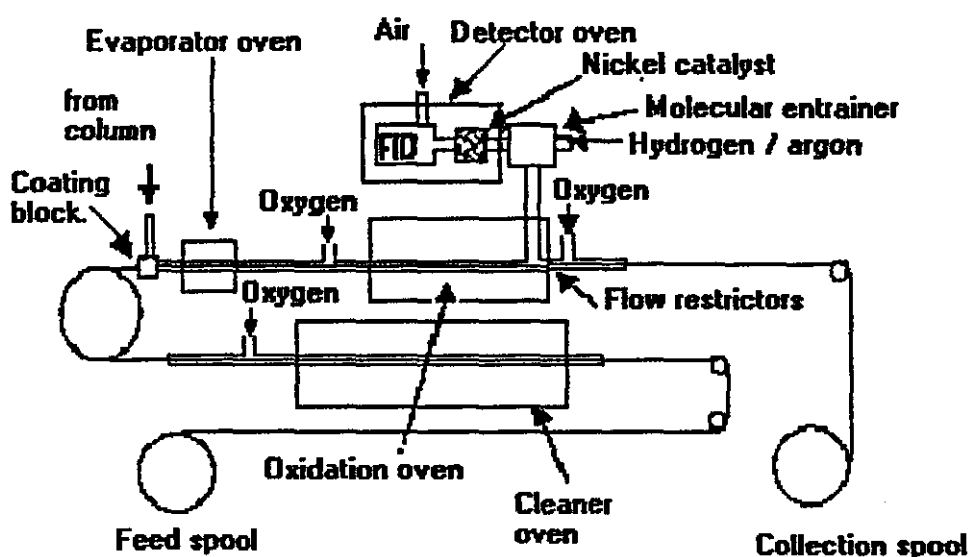 Air
Detector oven
Evaporator oven
Nickel catalyst
from
column
Molecular entrainer
FID
Hydrogen / argon
Coating
block.
Oxygen
Oxygen
Oxygen
Flow restrictors
Oxidation oven
Cleaner
oven
Feed spool
Collection spool